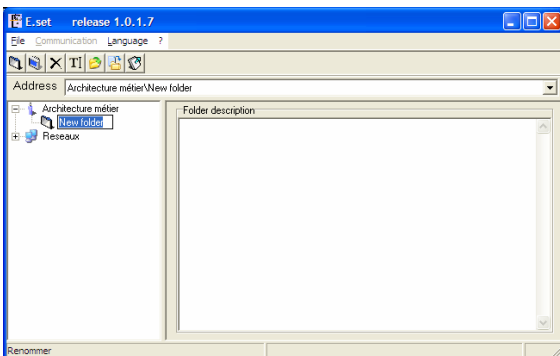 E.set release 1.0.1.7
File Communication Language ?
TI
Address Architecture métier\New folder
Architecture métier
New folder
Reseaux
Folder description
Renommer